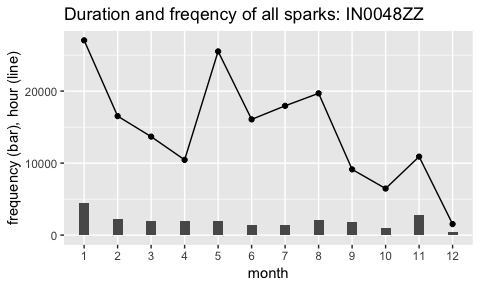 Duration and freqency of all sparks: IN0048ZZ
frequency (bar), hour (line)
20000
10000
0
1 2 3 4 5 6 7 8 9 10 11 12
month